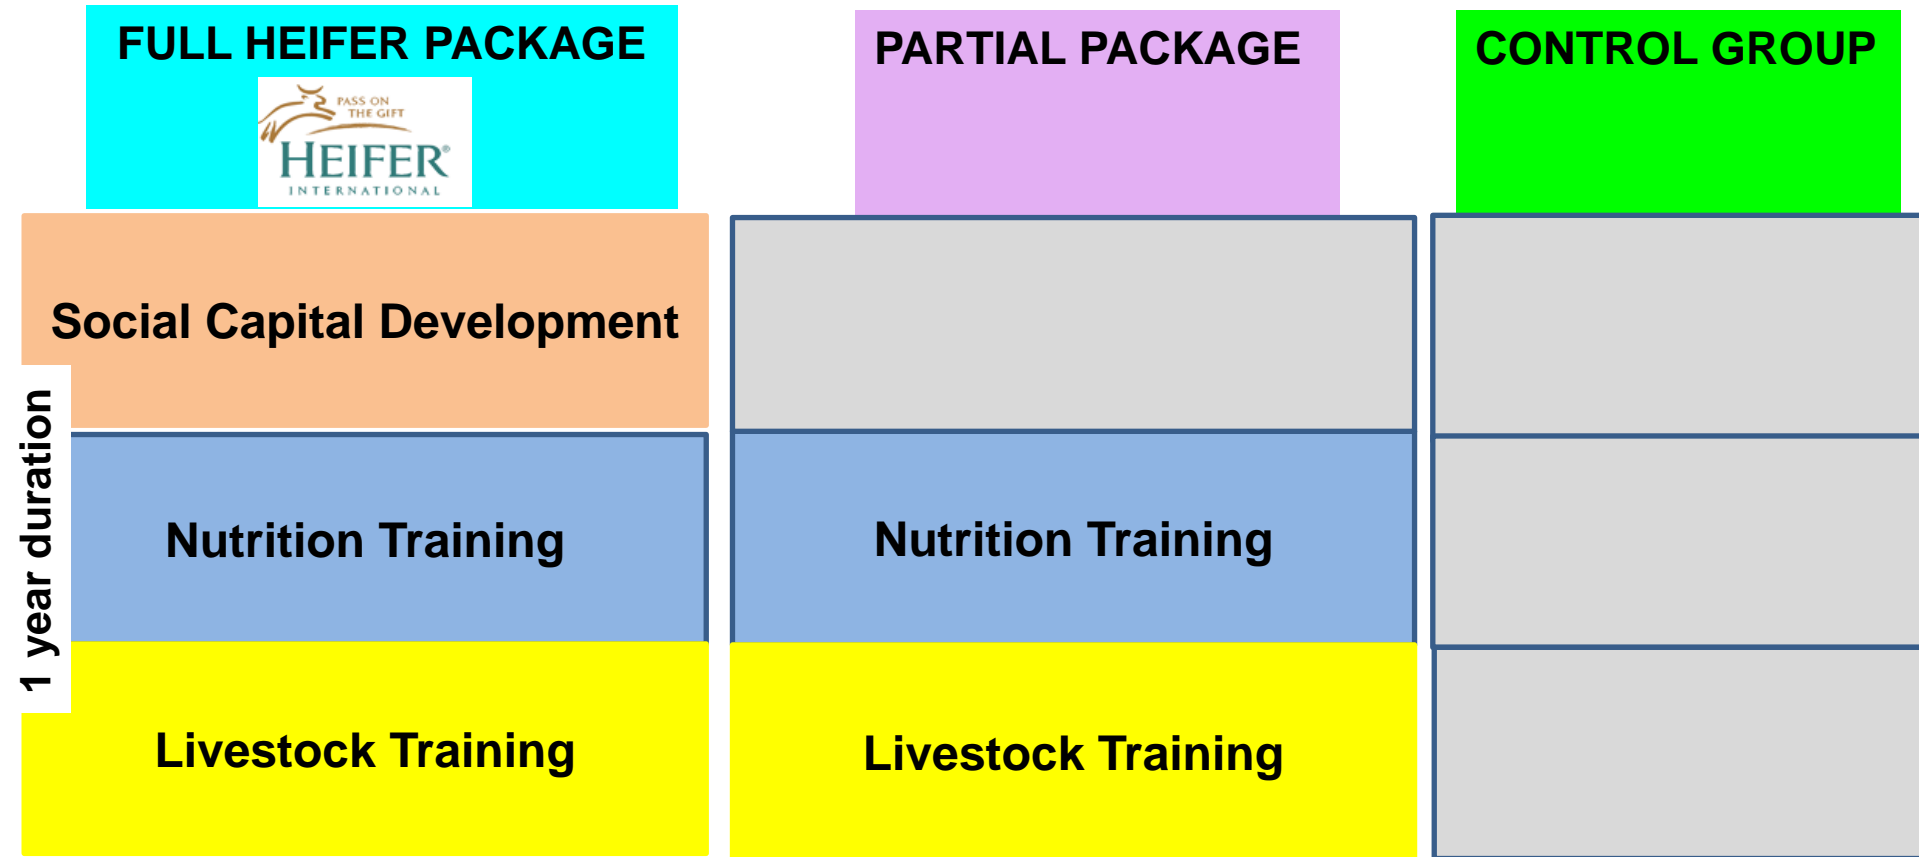 FULL HEIFER PACKAGE
PASS ON
THE GIFT
HEIFER®
INTERNATIONAL
PARTIAL PACKAGE
CONTROL GROUP
Social Capital Development
1 year duration
Nutrition Training
Nutrition Training
Livestock Training
Livestock Training